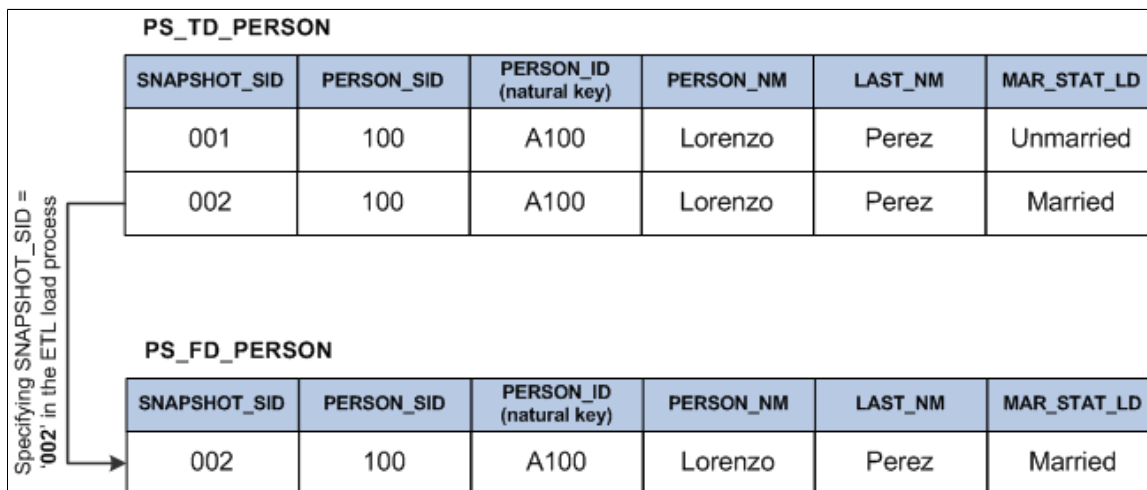 PS_TD_PERSON
SNAPSHOT_SID PERSON_SID PERSON_ID (natural key) PERSON_NM LAST_NM MAR_STAT_LD
001 100 A100 Lorenzo Perez Unmarried
002 100 A100 Lorenzo Perez Married
Specifying SNAPSHOT_SID =
'002' in the ETL load process
PS_FD_PERSON
SNAPSHOT_SID PERSON_SID PERSON_ID (natural key) PERSON_NM LAST_NM MAR_STAT_LD
002 100 A100 Lorenzo Perez Married